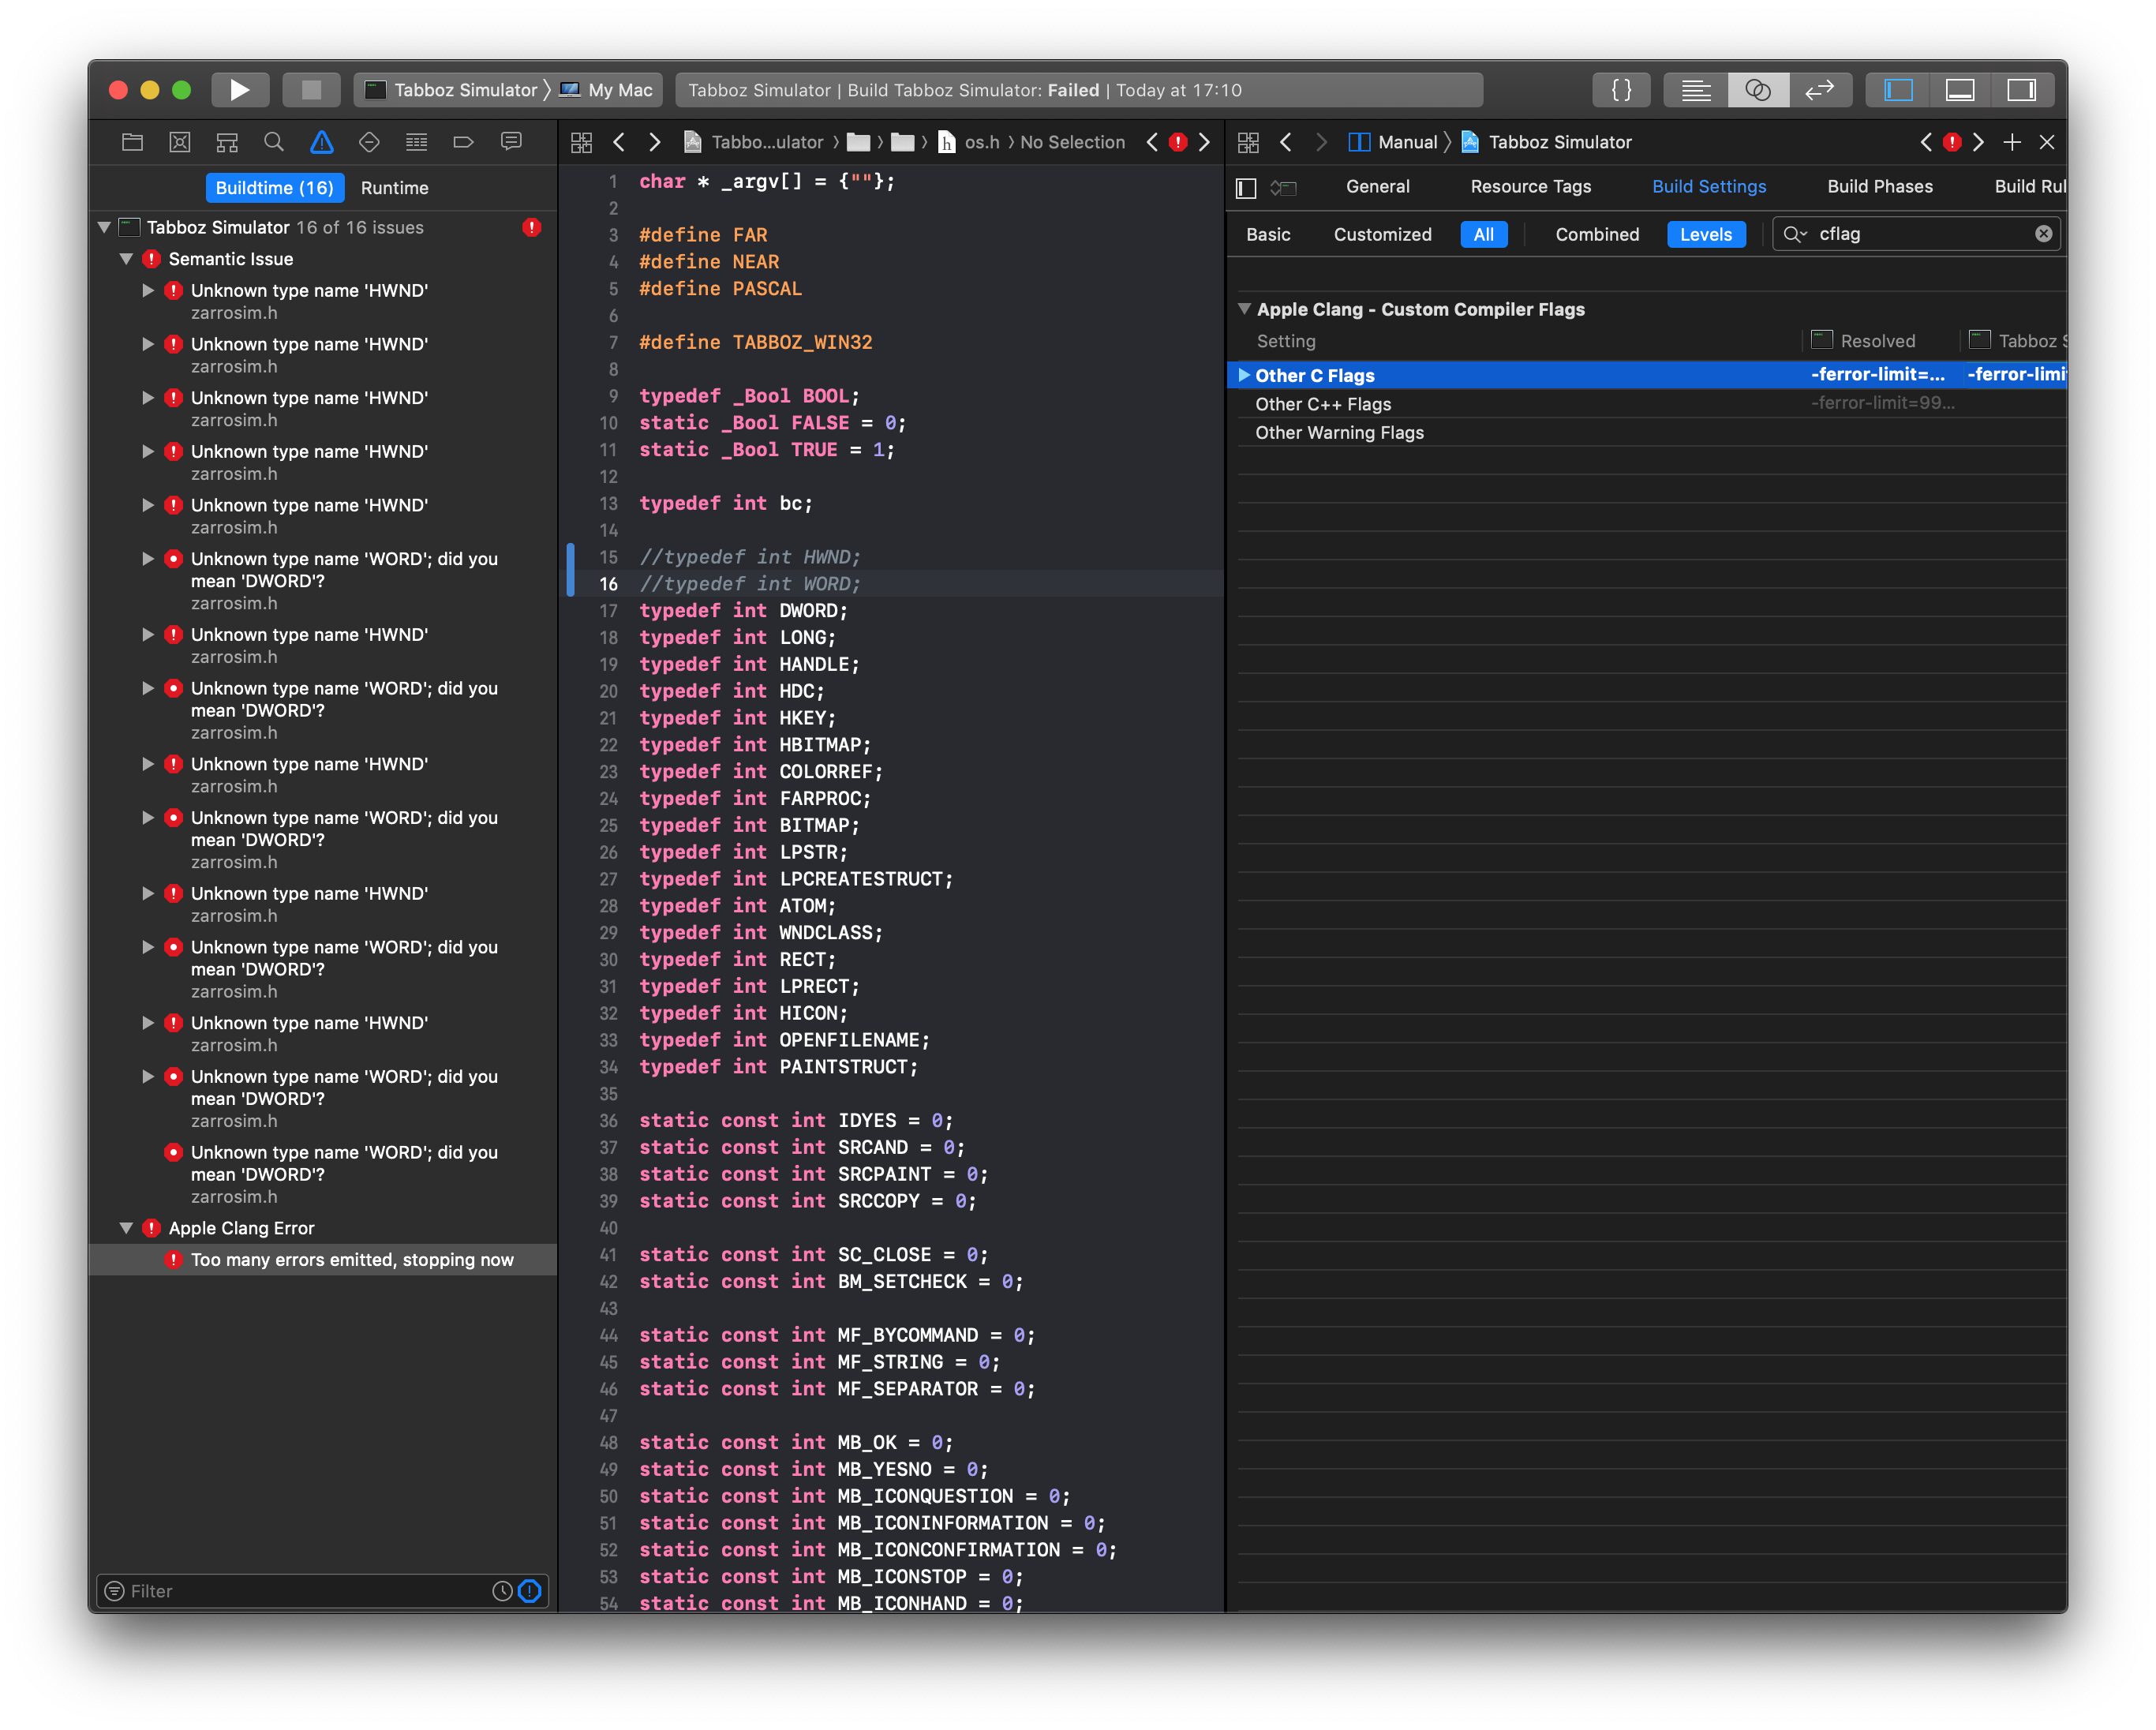 Tabboz Simulator 〉 My Mac
Tabboz Simulator | Build Tabboz Simulator: Failed | Today at 17:10
{}
Buildtime (16) Runtime
Tabboz Simulator 16 of 16 issues
Semantic Issue
Unknown type name 'HWND'
zarrosim.h
Unknown type name 'HWND'
zarrosim.h
Unknown type name 'HWND'
zarrosim.h
Unknown type name 'HWND'
zarrosim.h
Unknown type name 'HWND'
zarrosim.h
Unknown type name 'WORD'; did you
mean 'DWORD'?
zarrosim.h
Unknown type name 'HWND'
zarrosim.h
Unknown type name 'WORD'; did you
mean 'DWORD'?
zarrosim.h
Unknown type name 'HWND'
zarrosim.h
Unknown type name 'WORD'; did you
mean 'DWORD'?
zarrosim.h
Unknown type name 'HWND'
zarrosim.h
Unknown type name 'WORD'; did you
mean 'DWORD'?
zarrosim.h
Unknown type name 'HWND'
zarrosim.h
Unknown type name 'WORD'; did you
mean 'DWORD'?
zarrosim.h
Unknown type name 'WORD'; did you
mean 'DWORD'?
zarrosim.h
Apple Clang Error
Too many errors emitted, stopping now
Filter
Tabbo...ulator 〉 〉 〉 h os.h 〉 No Selection
1 char * _argv[] = {""};
2
3 #define FAR
4 #define NEAR
5 #define PASCAL
6
7 #define TABBOZ_WIN32
8
9 typedef _Bool BOOL;
10 static _Bool FALSE = 0;
11 static _Bool TRUE = 1;
12
13 typedef int bc;
14
15 //typedef int HWND;
16 //typedef int WORD;
17 typedef int DWORD;
18 typedef int LONG;
19 typedef int HANDLE;
20 typedef int HDC;
21 typedef int HKEY;
22 typedef int HBITMAP;
23 typedef int COLORREF;
24 typedef int FARPROC;
25 typedef int BITMAP;
26 typedef int LPSTR;
27 typedef int LPCREATESTRUCT;
28 typedef int ATOM;
29 typedef int WNDCLASS;
30 typedef int RECT;
31 typedef int LPRECT;
32 typedef int HICON;
33 typedef int OPENFILENAME;
34 typedef int PAINTSTRUCT;
35
36 static const int IDYES = 0;
37 static const int SRCAND = 0;
38 static const int SRCPAINT = 0;
39 static const int SRCCOPY = 0;
40
41 static const int SC_CLOSE = 0;
42 static const int BM_SETCHECK = 0;
43
44 static const int MF_BYCOMMAND = 0;
45 static const int MF_STRING = 0;
46 static const int MF_SEPARATOR = 0;
47
48 static const int MB_OK = 0;
49 static const int MB_YESNO = 0;
50 static const int MB_ICONQUESTION = 0;
51 static const int MB_ICONINFORMATION = 0;
52 static const int MB_ICONCONFIRMATION = 0;
53 static const int MB_ICONSTOP = 0;
54 static const int MB_ICONHAND = 0;
Manual 〉 Tabboz Simulator
General Resource Tags Build Settings Build Phases Build Rul
Basic Customized All Combined Levels cflag
Apple Clang - Custom Compiler Flags
Setting Resolved Tabboz S
Other C Flags -ferror-limit=... -ferror-limi
Other C++ Flags -ferror-limit=99...
Other Warning Flags